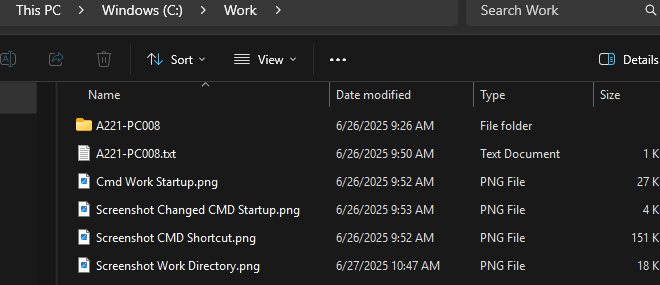 This PC > Windows (C:) > Work > Search Work
Sort View ... Details
Name Date modified Type Size
A221-PC008 6/26/2025 9:26 AM File folder
A221-PC008.txt 6/26/2025 9:50 AM Text Document 1 K
Cmd Work Startup.png 6/26/2025 9:52 AM PNG File 27 K
Screenshot Changed CMD Startup.png 6/26/2025 9:53 AM PNG File 4 K
Screenshot CMD Shortcut.png 6/26/2025 9:52 AM PNG File 151 K
Screenshot Work Directory.png 6/27/2025 10:47 AM PNG File 18 K